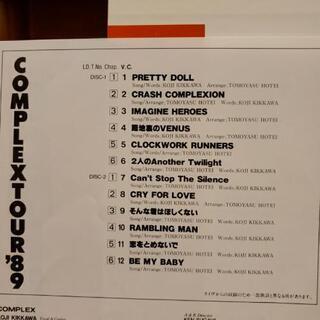 COMPLEXTOUR '89
I.D.T.No. Chap. V.C.
DISC-1 1 1 PRETTY DOLL
Song/Words:KOJI KIKKAWA Arrange:TOMOYASU HOTEI
2 2 CRASH COMPLEXION
Song/Arrange:TOMOYASU HOTEI Words:KOJI KIKKAWA
3 3 IMAGINE HEROES
Song/Arrange:TOMOYASU HOTEI Words:KOJI KIKKAWA
4 4 路地裏のVENUS
Song/Words:KOJI KIKKAWA Arrange:TOMOYASU HOTEI
5 5 CLOCKWORK RUNNERS
Song/Words/Arrange:TOMOYASU HOTEI
6 6 2人のAnother Twilight
Song/Words:KOJI KIKKAWA Arrange:TOMOYASU HOTEI
DISC-2 1 7 Can't Stop The Silence
Song/Arrange:TOMOYASU HOTEI Words:KOJI KIKKAWA
2 8 CRY FOR LOVE
Song/Words:KOJI KIKKAWA Arrange:TOMOYASU HOTEI
3 9 そんな君はほしくない
Song/Arrange:TOMOYASU HOTEI Words:KOJI KIKKAWA
4 10 RAMBLING MAN
Song/Arrange:TOMOYASU HOTEI Words:KOJI KIKKAWA
5 11 恋をとめないで
Song/Words/Arrange:TOMOYASU HOTEI
6 12 BE MY BABY
Song/Arrange:TOMOYASU HOTEI Words:KOJI KIKKAWA
COMPLEX
KOJI KIKKAWA
A & R Director